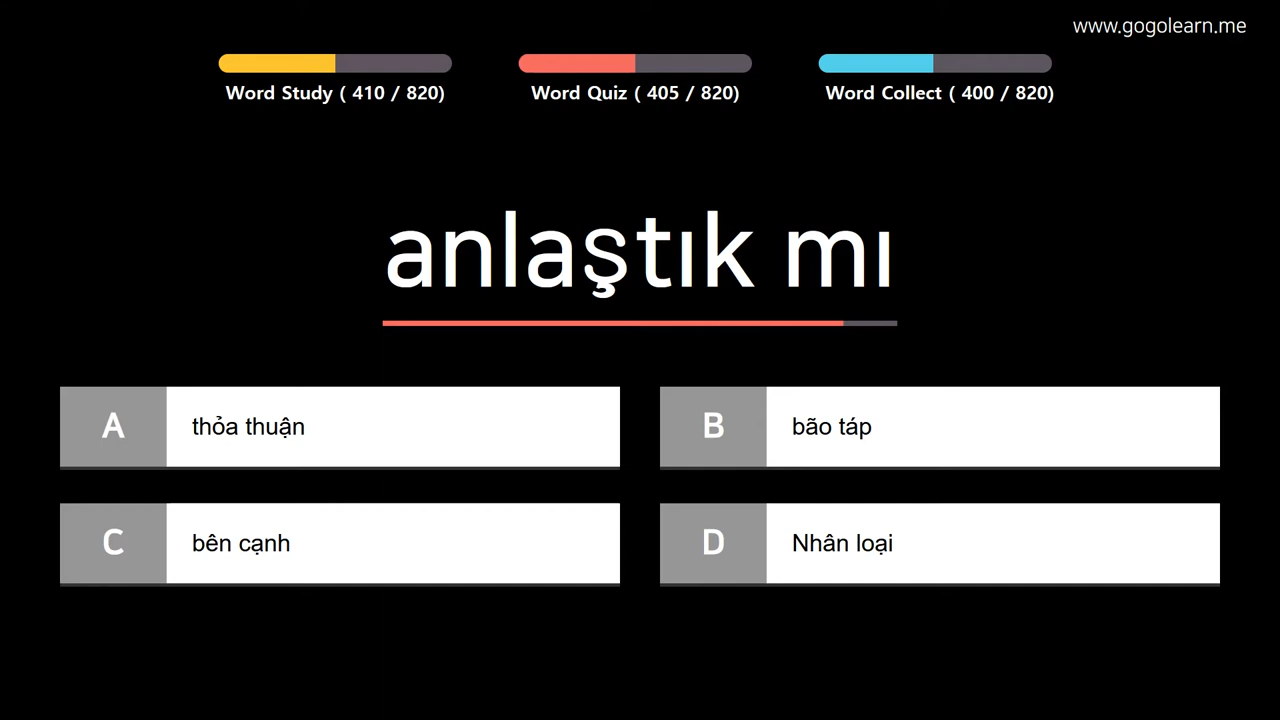 www.gogolearn.me
Word Study ( 410 / 820)
Word Quiz ( 405 / 820)
Word Collect ( 400 / 820)
anlaştık mı
A
thỏa thuận
B
bão táp
C
bên cạnh
D
Nhân loại